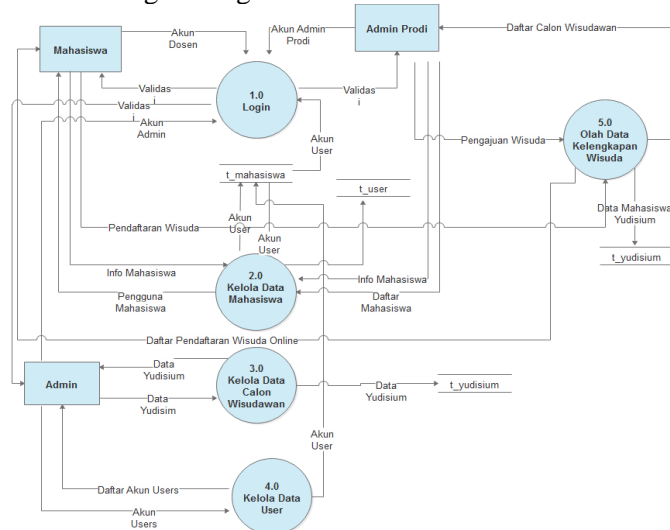 Mahasiswa
Akun
Dosen
Akun Admin
Prodi
Admin Prodi
Daftar Calon Wisudawan
Validas
i
1.0
Login
Validas
i
Validas
i
Akun
Admin
Akun
User
Pengajuan Wisuda
5.0
Olah Data
Kelengkapan
Wisuda
t_mahasiswa
t_user
Akun
User
Akun
User
Pendaftaran Wisuda
Data Mahasiswa
Yudisium
t_yudisium
Info Mahasiswa
2.0
Kelola Data
Mahasiswa
Info Mahasiswa
Pengguna
Mahasiswa
Daftar
Mahasiswa
Daftar Pendaftaran Wisuda Online
Admin
Data
Yudisium
3.0
Kelola Data
Calon
Wisudawan
Data
Yudisium
t_yudisium
Data
Yudisim
Akun
User
Daftar Akun Users
4.0
Kelola Data
User
Akun
Users